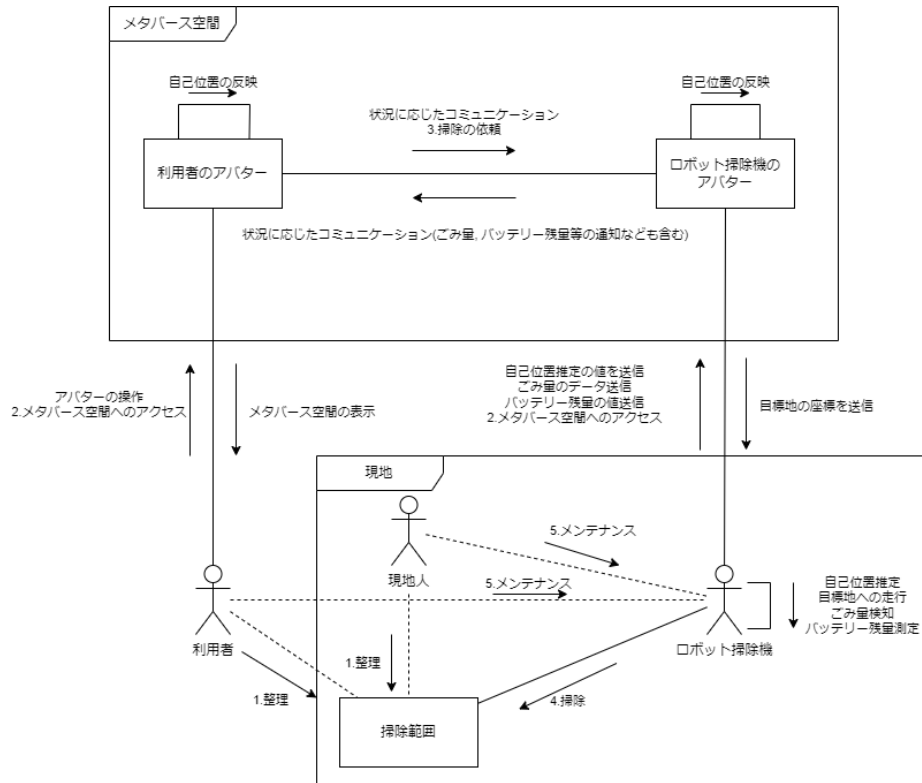 メタバース空間
自己位置の反映
自己位置の反映
状況に応じたコミュニケーション
3.掃除の依頼
利用者のアバター
ロボット掃除機の
アバター
状況に応じたコミュニケーション(ごみ量, バッテリー残量等の通知なども含む)
アバターの操作
2.メタバース空間へのアクセス
メタバース空間の表示
自己位置推定の値を送信
ごみ量のデータ送信
バッテリー残量の値送信
2.メタバース空間へのアクセス
目標地の座標を送信
現地
5.メンテナンス
現地人
5.メンテナンス
自己位置推定
目標地への走行
ごみ量検知
バッテリー残量測定
利用者
ロボット掃除機
1.整理
1.整理
4.掃除
掃除範囲